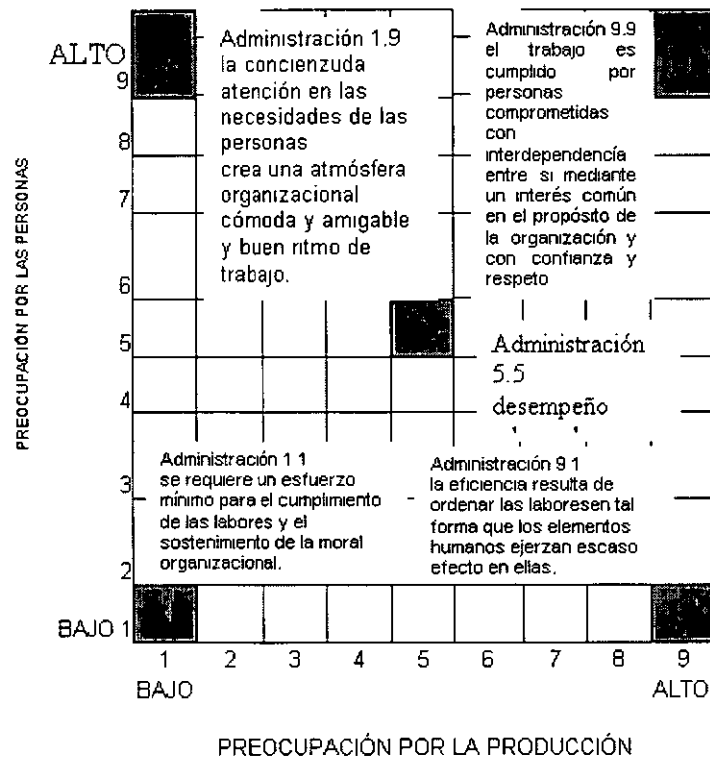 ALTO
9
8
7
6
5
4
3
2
BAJO 1
PREOCUPACIÓN POR LAS PERSONAS
Administración 1.9
la concienzuda
atención en las
necesidades de las
personas
crea una atmósfera
organizacional
cómoda y amigable
y buen ritmo de
trabajo.
Administración 9.9
el trabajo es
cumplido por
personas
comprometidas
con
interdependencía
entre si mediante
un interés común
en el propósito de
la organización y
con confianza y
respeto
Administración
5.5
desempeño
Administración 1 1
se requiere un esfuerzo
mínimo para el cumplimiento
de las labores y el
sostenimiento de la moral
organizacional.
Administración 9 1
la eficiencia resulta de
ordenar las laboresen tal
forma que los elementos
humanos ejerzan escaso
efecto en ellas.
1 2 3 4 5 6 7 8 9
BAJO ALTO
PREOCUPACIÓN POR LA PRODUCCIÓN